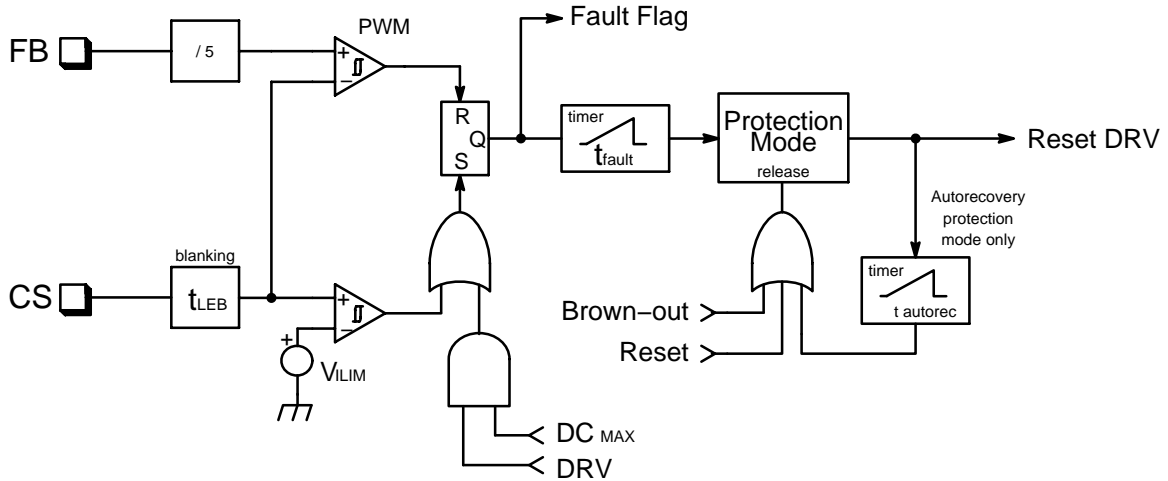 Fault Flag
PWM
FB
/ 5
+
−
R
Q
S
timer
tfault
Protection
Mode
release
Reset DRV
Autorecovery
protection
mode only
blanking
CS
tLEB
+
−
+
VILIM
timer
t autorec
Brown−out
Reset
DC MAX
DRV